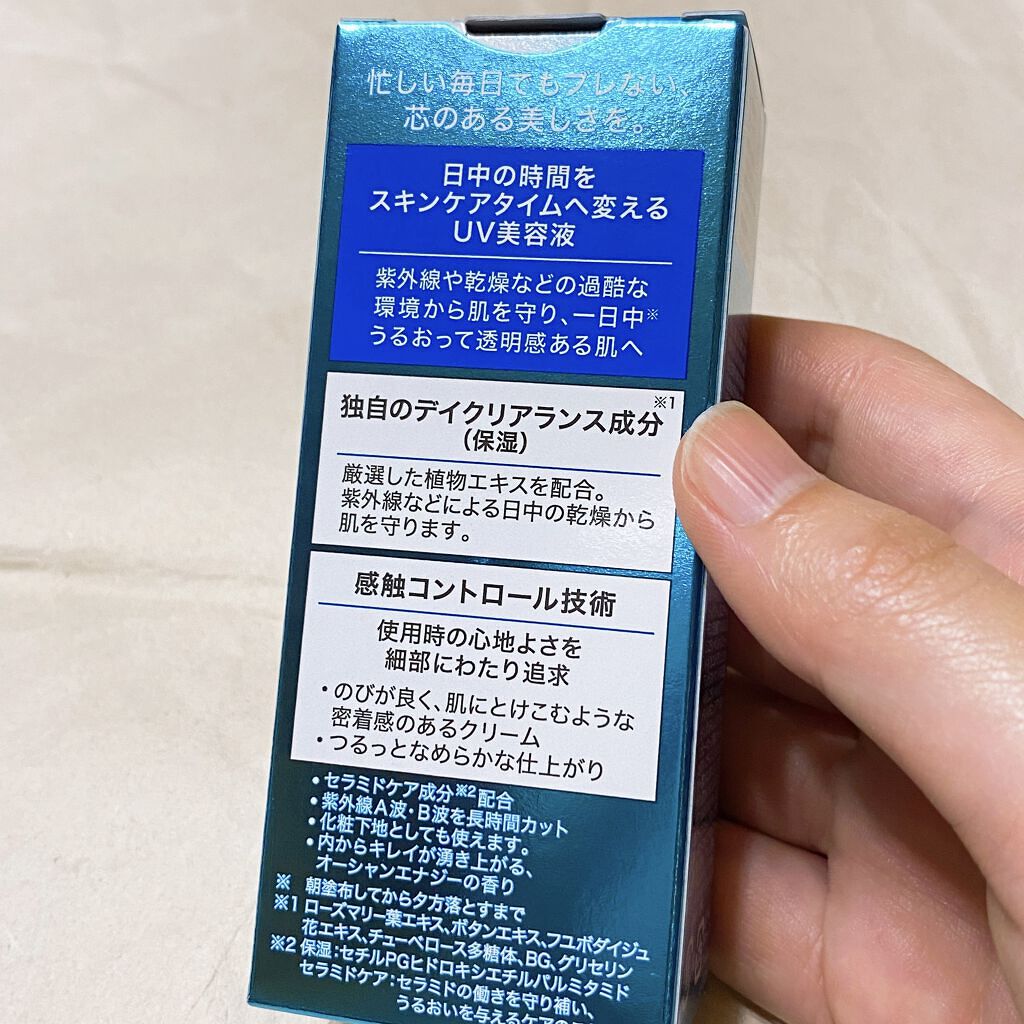 忙しい毎日でもブレない、
芯のある美しさを。
日中の時間を
スキンケアタイムへ変える
UV美容液
紫外線や乾燥などの過酷な
環境から肌を守り、一日中※
うるおって透明感ある肌へ
独自のデイクリアランス成分※1
(保湿)
厳選した植物エキスを配合。
紫外線などによる日中の乾燥から
肌を守ります。
感触コントロール技術
使用時の心地よさを
細部にわたり追求
・のびが良く、肌にとけこむような
密着感のあるクリーム
・つるっとなめらかな仕上がり
・セラミドケア成分※2配合
・紫外線A波・B波を長時間カット
・化粧下地としても使えます。
・内からキレイが湧き上がる、
オーシャンエナジーの香り
※ 朝塗布してから夕方落とすまで
※1 ローズマリー葉エキス、ボタンエキス、フユボダイジュ
花エキス、チューベロース多糖体、BG、グリセリン
※2 保湿:セチルPGヒドロキシエチルパルミタミド
セラミドケア:セラミドの働きを守り補い、
うるおいを与えるケアの